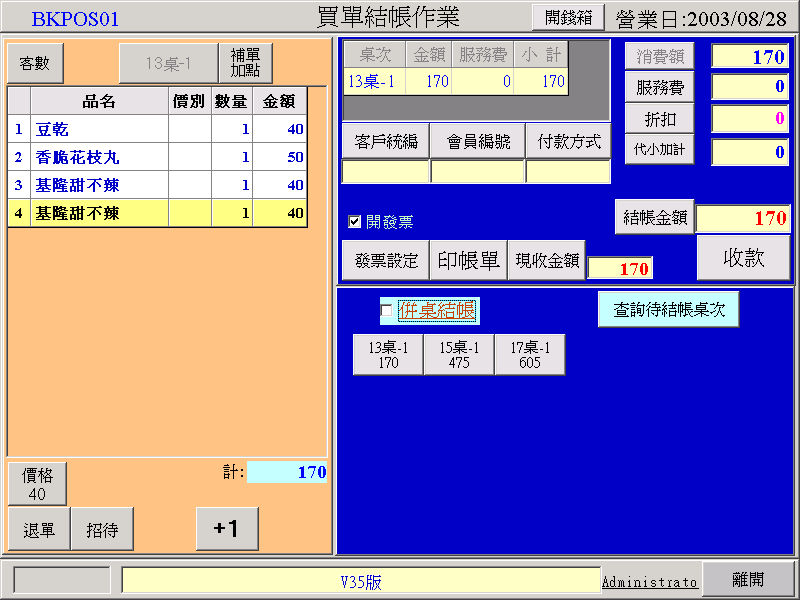 BKPOS01 買單結帳作業 開錢箱 營業日:2003/08/28
客數 13桌-1 補單加點
品名 價別 數量 金額
1 豆乾 1 40
2 香脆花枝丸 1 50
3 基隆甜不辣 1 40
4 基隆甜不辣 1 40
價格
40
計: 170
退單 招待 +1
桌次 金額 服務費 小 計
13桌-1 170 0 170
消費額 170
服務費 0
折扣 0
代小加計 0
客戶統編 會員編號 付款方式
開發票
結帳金額 170
發票設定 印帳單 現收金額 170 收款
併桌結帳 查詢待結帳桌次
13桌-1 15桌-1 17桌-1
170 475 605
V35版 Administrato 離開